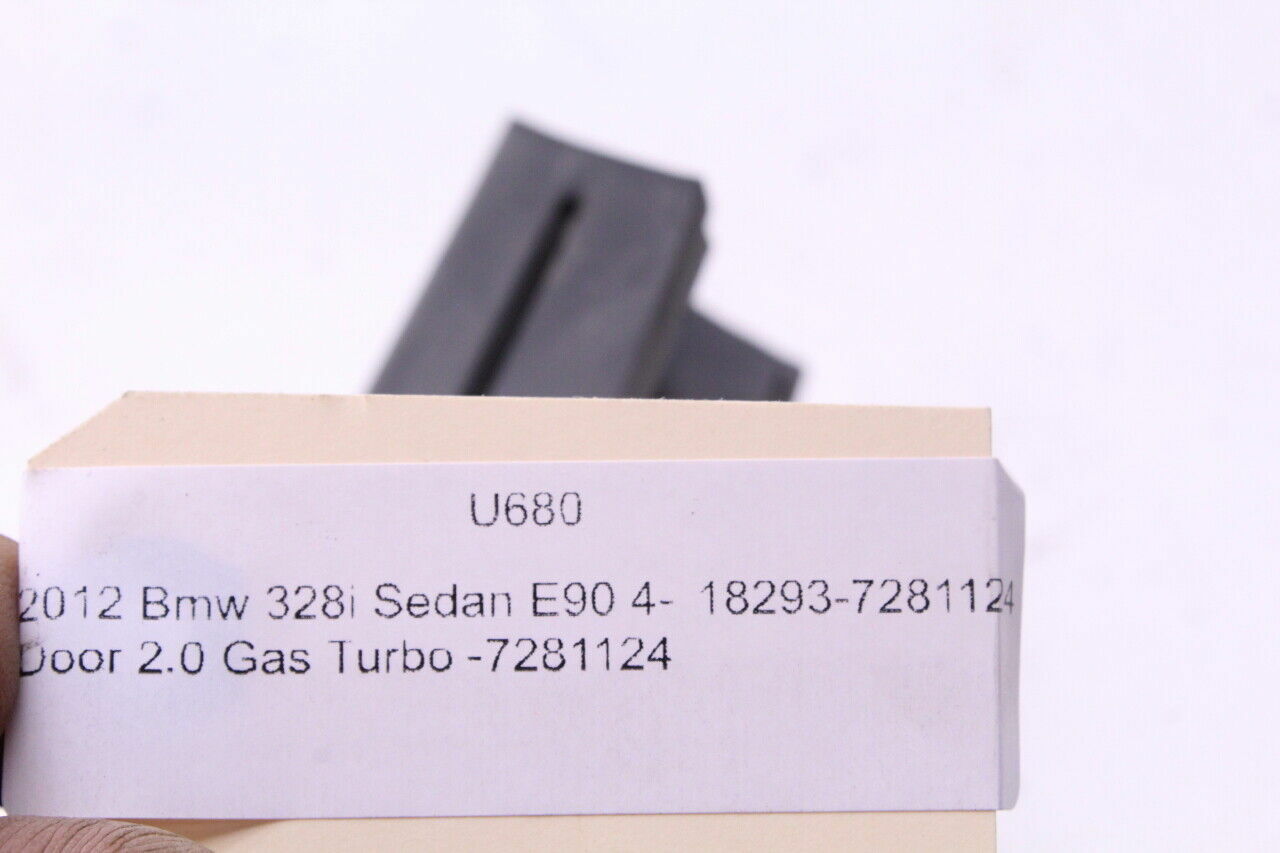 U680
2012 Bmw 328i Sedan E90 4- 18293-7281124
Door 2.0 Gas Turbo -7281124